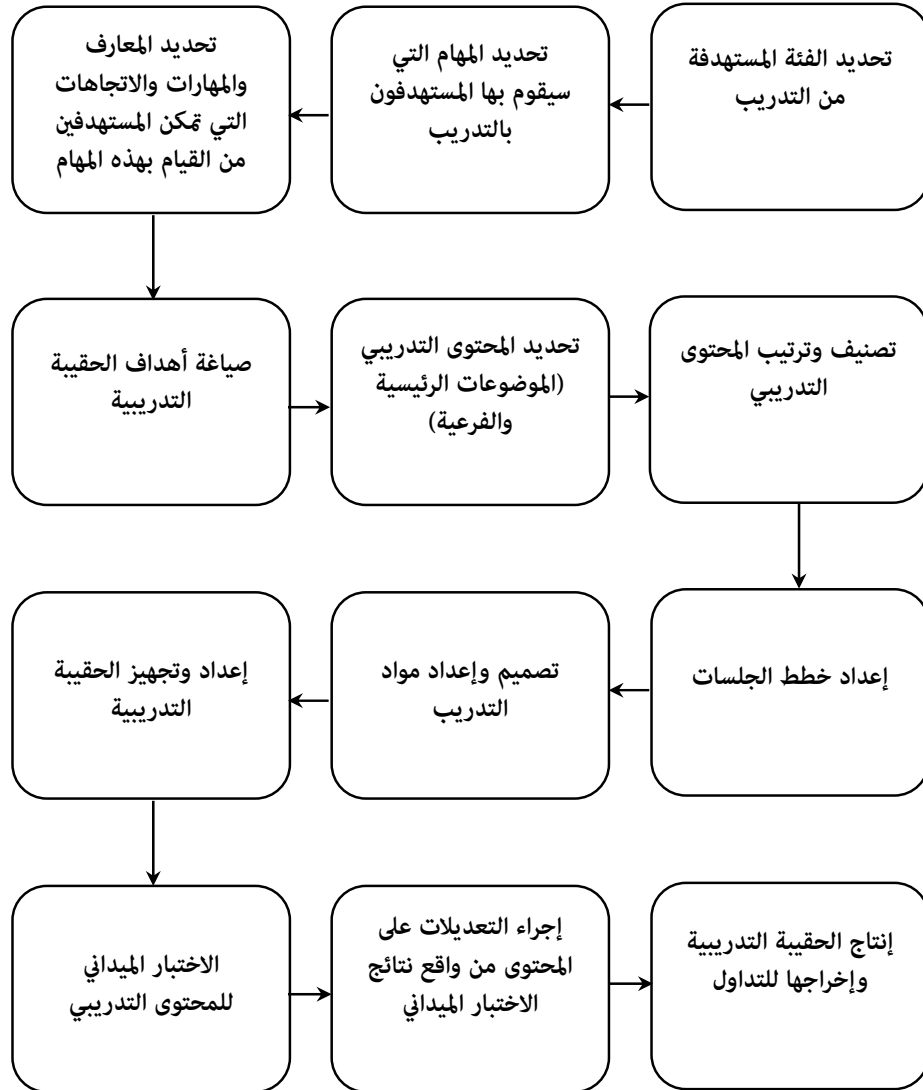 تحديد الفئة المستهدفة
من التدريب
تحديد المهام التي
سيقوم بها المستهدفون
بالتدريب
تحديد المعارف
والمهارات والاتجاهات
التي تمكن المستهدفين
من القيام بهذه المهام
صياغة أهداف الحقيبة
التدريبية
تحديد المحتوى التدريبي
(الموضوعات الرئيسية
والفرعية)
تصنيف وترتيب المحتوى
التدريبي
إعداد خطط الجلسات
تصميم وإعداد مواد
التدريب
إعداد وتجهيز الحقيبة
التدريبية
الاختبار الميداني
للمحتوى التدريبي
إجراء التعديلات على
المحتوى من واقع نتائج
الاختبار الميداني
إنتاج الحقيبة التدريبية
وإخراجها للتداول